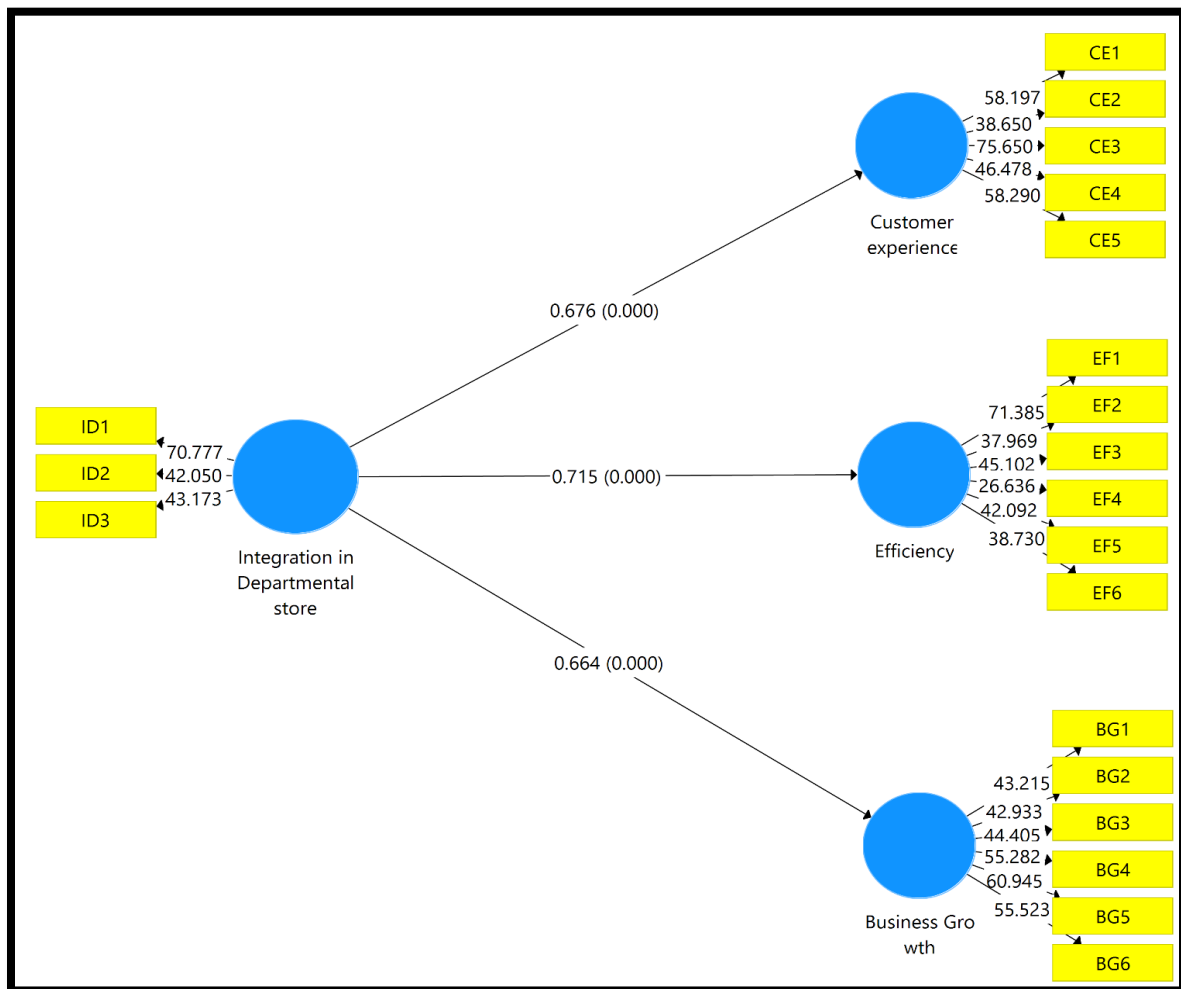 CE1
58.197
CE2
38.650
CE3
75.650
CE4
46.478
CE5
58.290
Customer
experience
0.676 (0.000)
EF1
71.385
EF2
37.969
EF3
45.102
EF4
26.636
EF5
42.092
EF6
38.730
Efficiency
0.715 (0.000)
ID1
70.777
ID2
42.050
ID3
43.173
Integration in
Departmental
store
0.664 (0.000)
BG1
43.215
BG2
42.933
BG3
44.405
BG4
55.282
BG5
60.945
BG6
55.523
Business Gro
wth